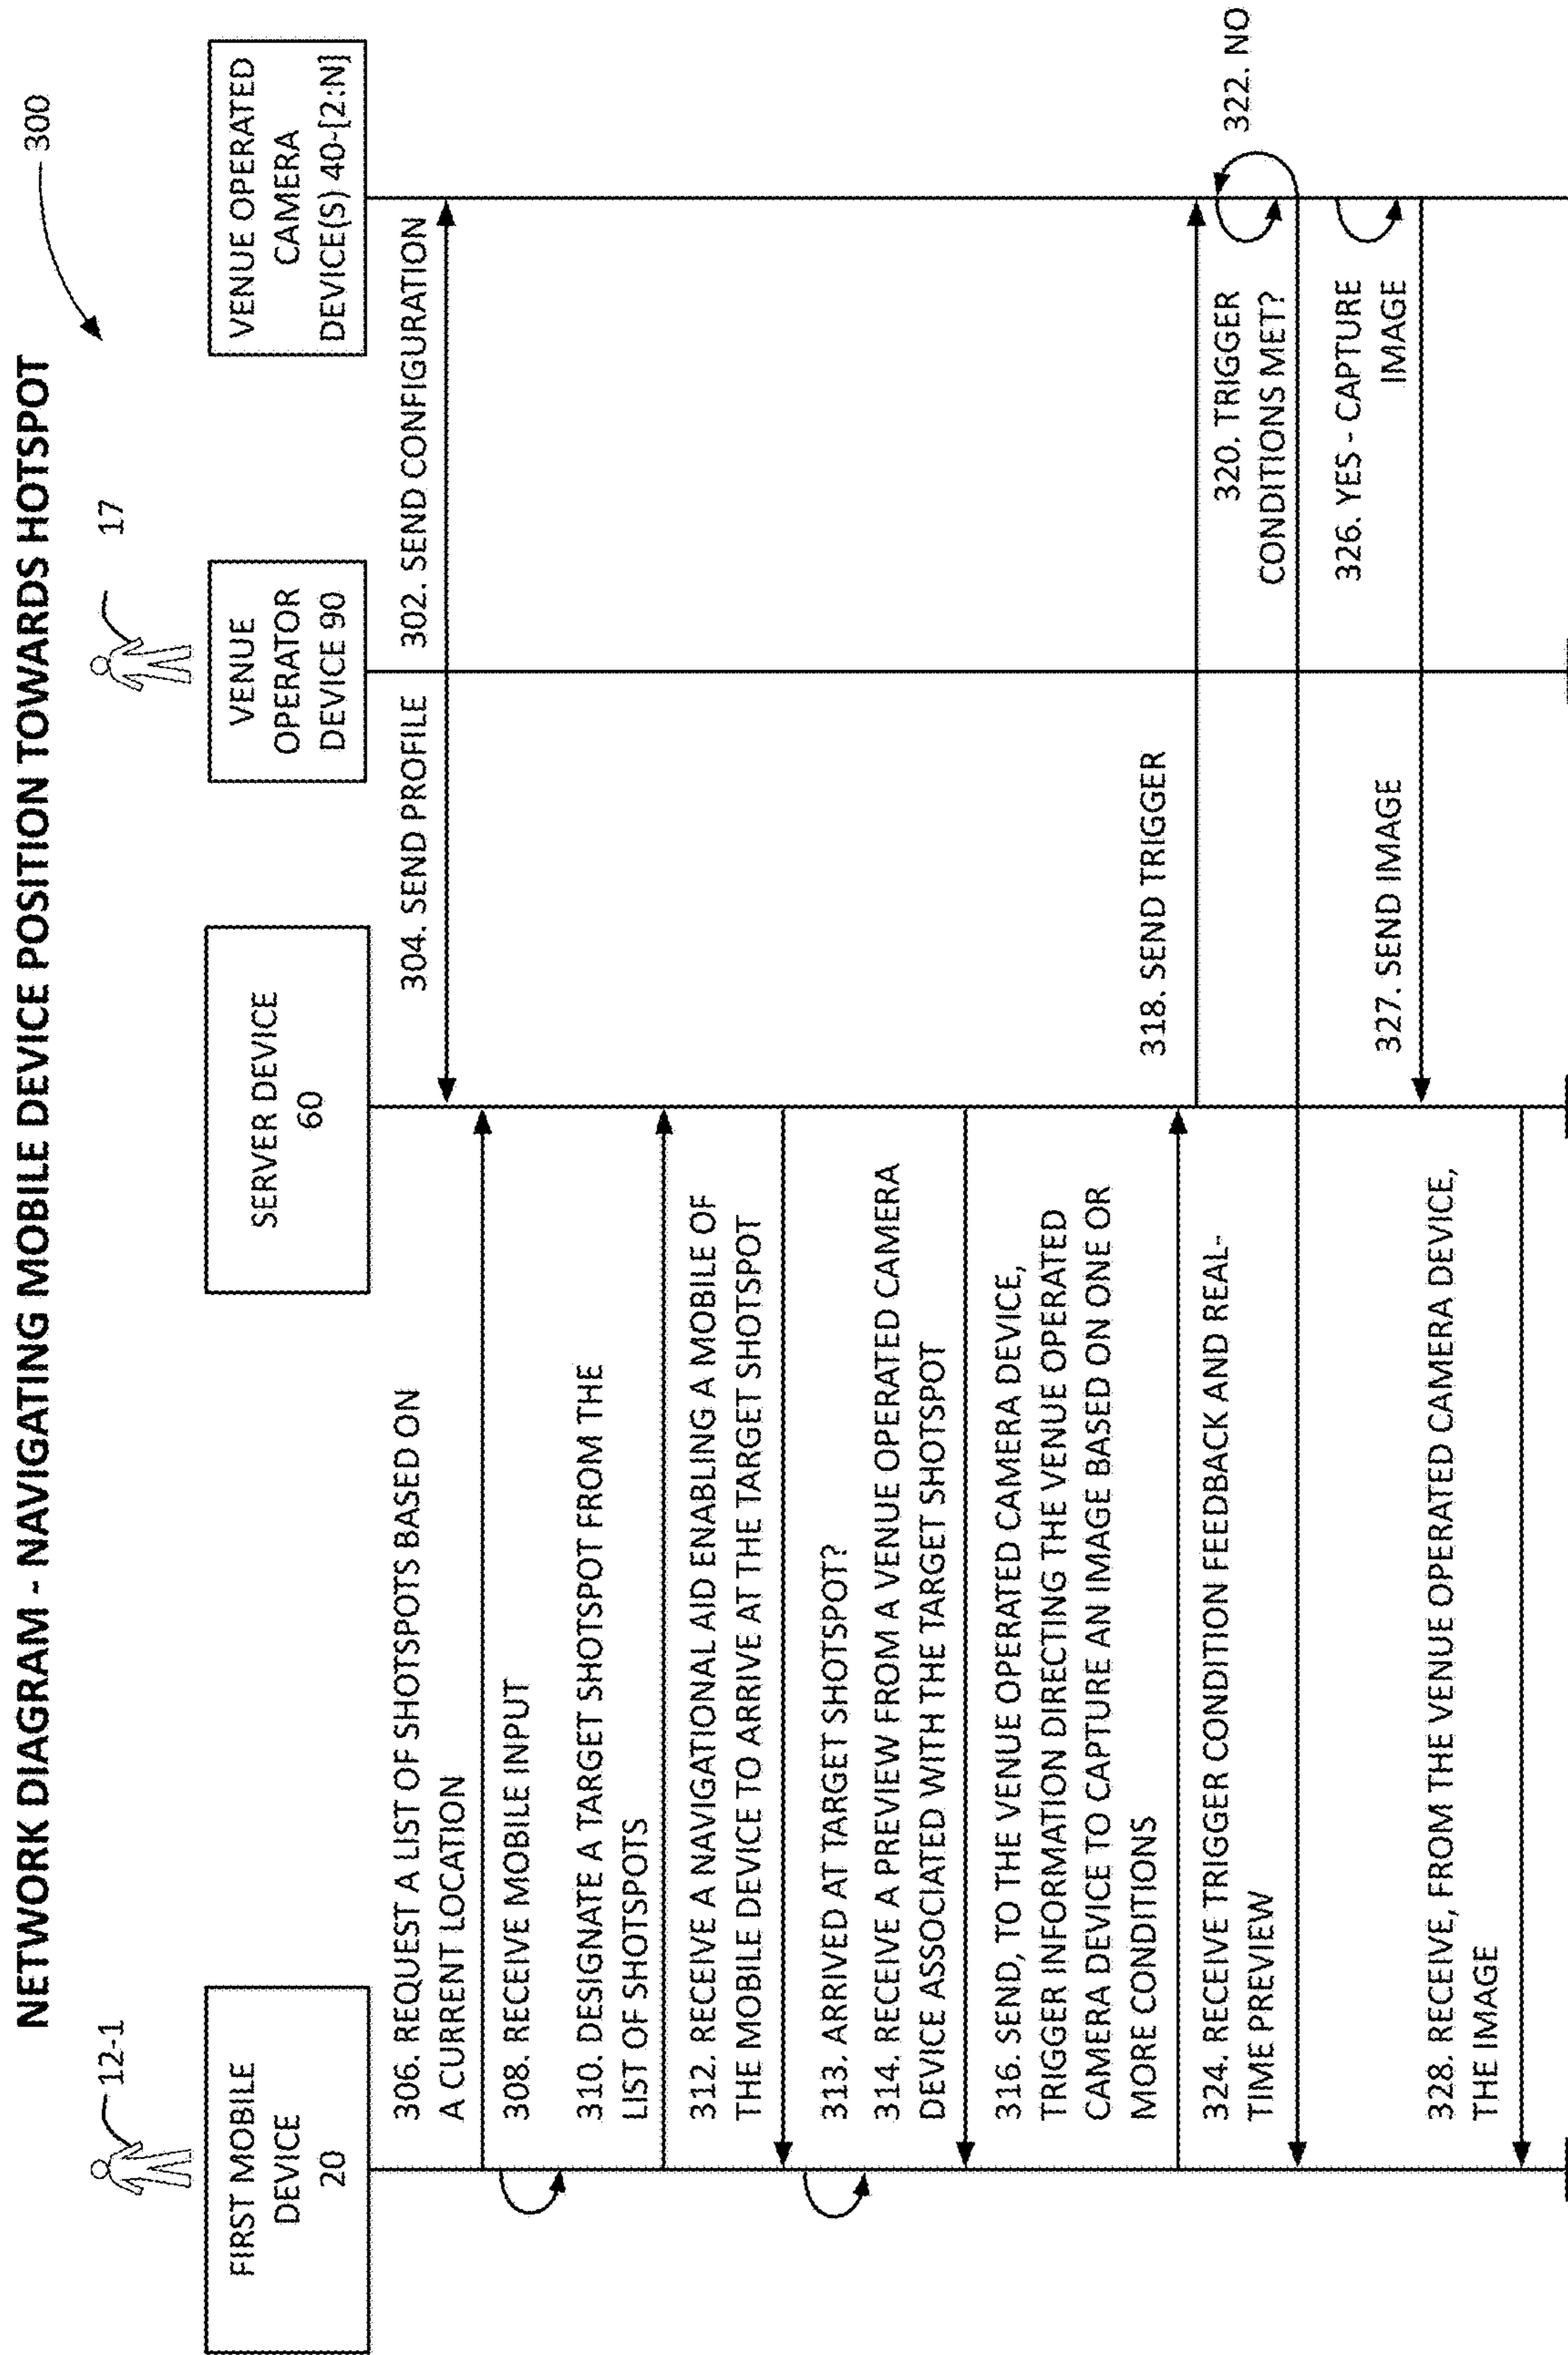 NETWORK DIAGRAM - NAVIGATING MOBILE DEVICE POSITION TOWARDS HOTSPOT
300
12-1
17
FIRST MOBILE
DEVICE
20
SERVER DEVICE
60
VENUE
OPERATOR
DEVICE 90
VENUE OPERATED
CAMERA
DEVICE(S) 40-[2:N]
304. SEND PROFILE
302. SEND CONFIGURATION
306. REQUEST A LIST OF SHOTSPOTS BASED ON
A CURRENT LOCATION
308. RECEIVE MOBILE INPUT
310. DESIGNATE A TARGET SHOTSPOT FROM THE
LIST OF SHOTSPOTS
312. RECEIVE A NAVIGATIONAL AID ENABLING A MOBILE OF
THE MOBILE DEVICE TO ARRIVE AT THE TARGET SHOTSPOT
313. ARRIVED AT TARGET SHOTSPOT?
314. RECEIVE A PREVIEW FROM A VENUE OPERATED CAMERA
DEVICE ASSOCIATED WITH THE TARGET SHOTSPOT
316. SEND, TO THE VENUE OPERATED CAMERA DEVICE,
TRIGGER INFORMATION DIRECTING THE VENUE OPERATED
CAMERA DEVICE TO CAPTURE AN IMAGE BASED ON ONE OR
MORE CONDITIONS
318. SEND TRIGGER
320. TRIGGER
CONDITIONS MET?
322. NO
324. RECEIVE TRIGGER CONDITION FEEDBACK AND REAL-
TIME PREVIEW
326. YES - CAPTURE
IMAGE
327. SEND IMAGE
328. RECEIVE, FROM THE VENUE OPERATED CAMERA DEVICE,
THE IMAGE